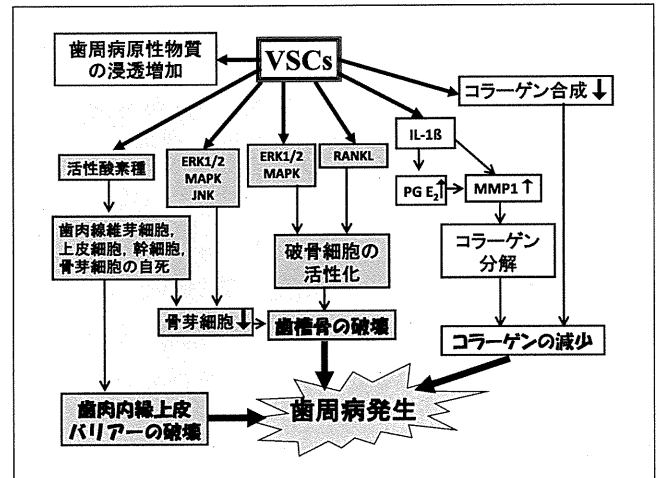 歯周病原性物質
の浸透増加
VSCs
コラーゲン合成⬇
活性酸素種
ERK1/2
MAPK
JNK
ERK1/2
MAPK
RANKL
IL-1ß
PG E₂↑
MMP1↑
歯肉線維芽細胞,
上皮細胞, 幹細胞,
骨芽細胞の自死
破骨細胞の
活性化
コラーゲン
分解
骨芽細胞⬇
歯槽骨の破壊
コラーゲンの減少
歯肉内縁上皮
バリアーの破壊
歯周病発生